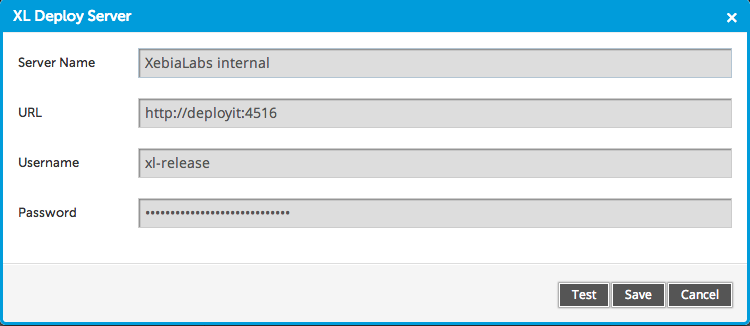 XL Deploy Server ×
Server Name XebiaLabs internal
URL http://deployit:4516
Username xl-release
Password •••••••••••••••••••••••••••••
Test Save Cancel